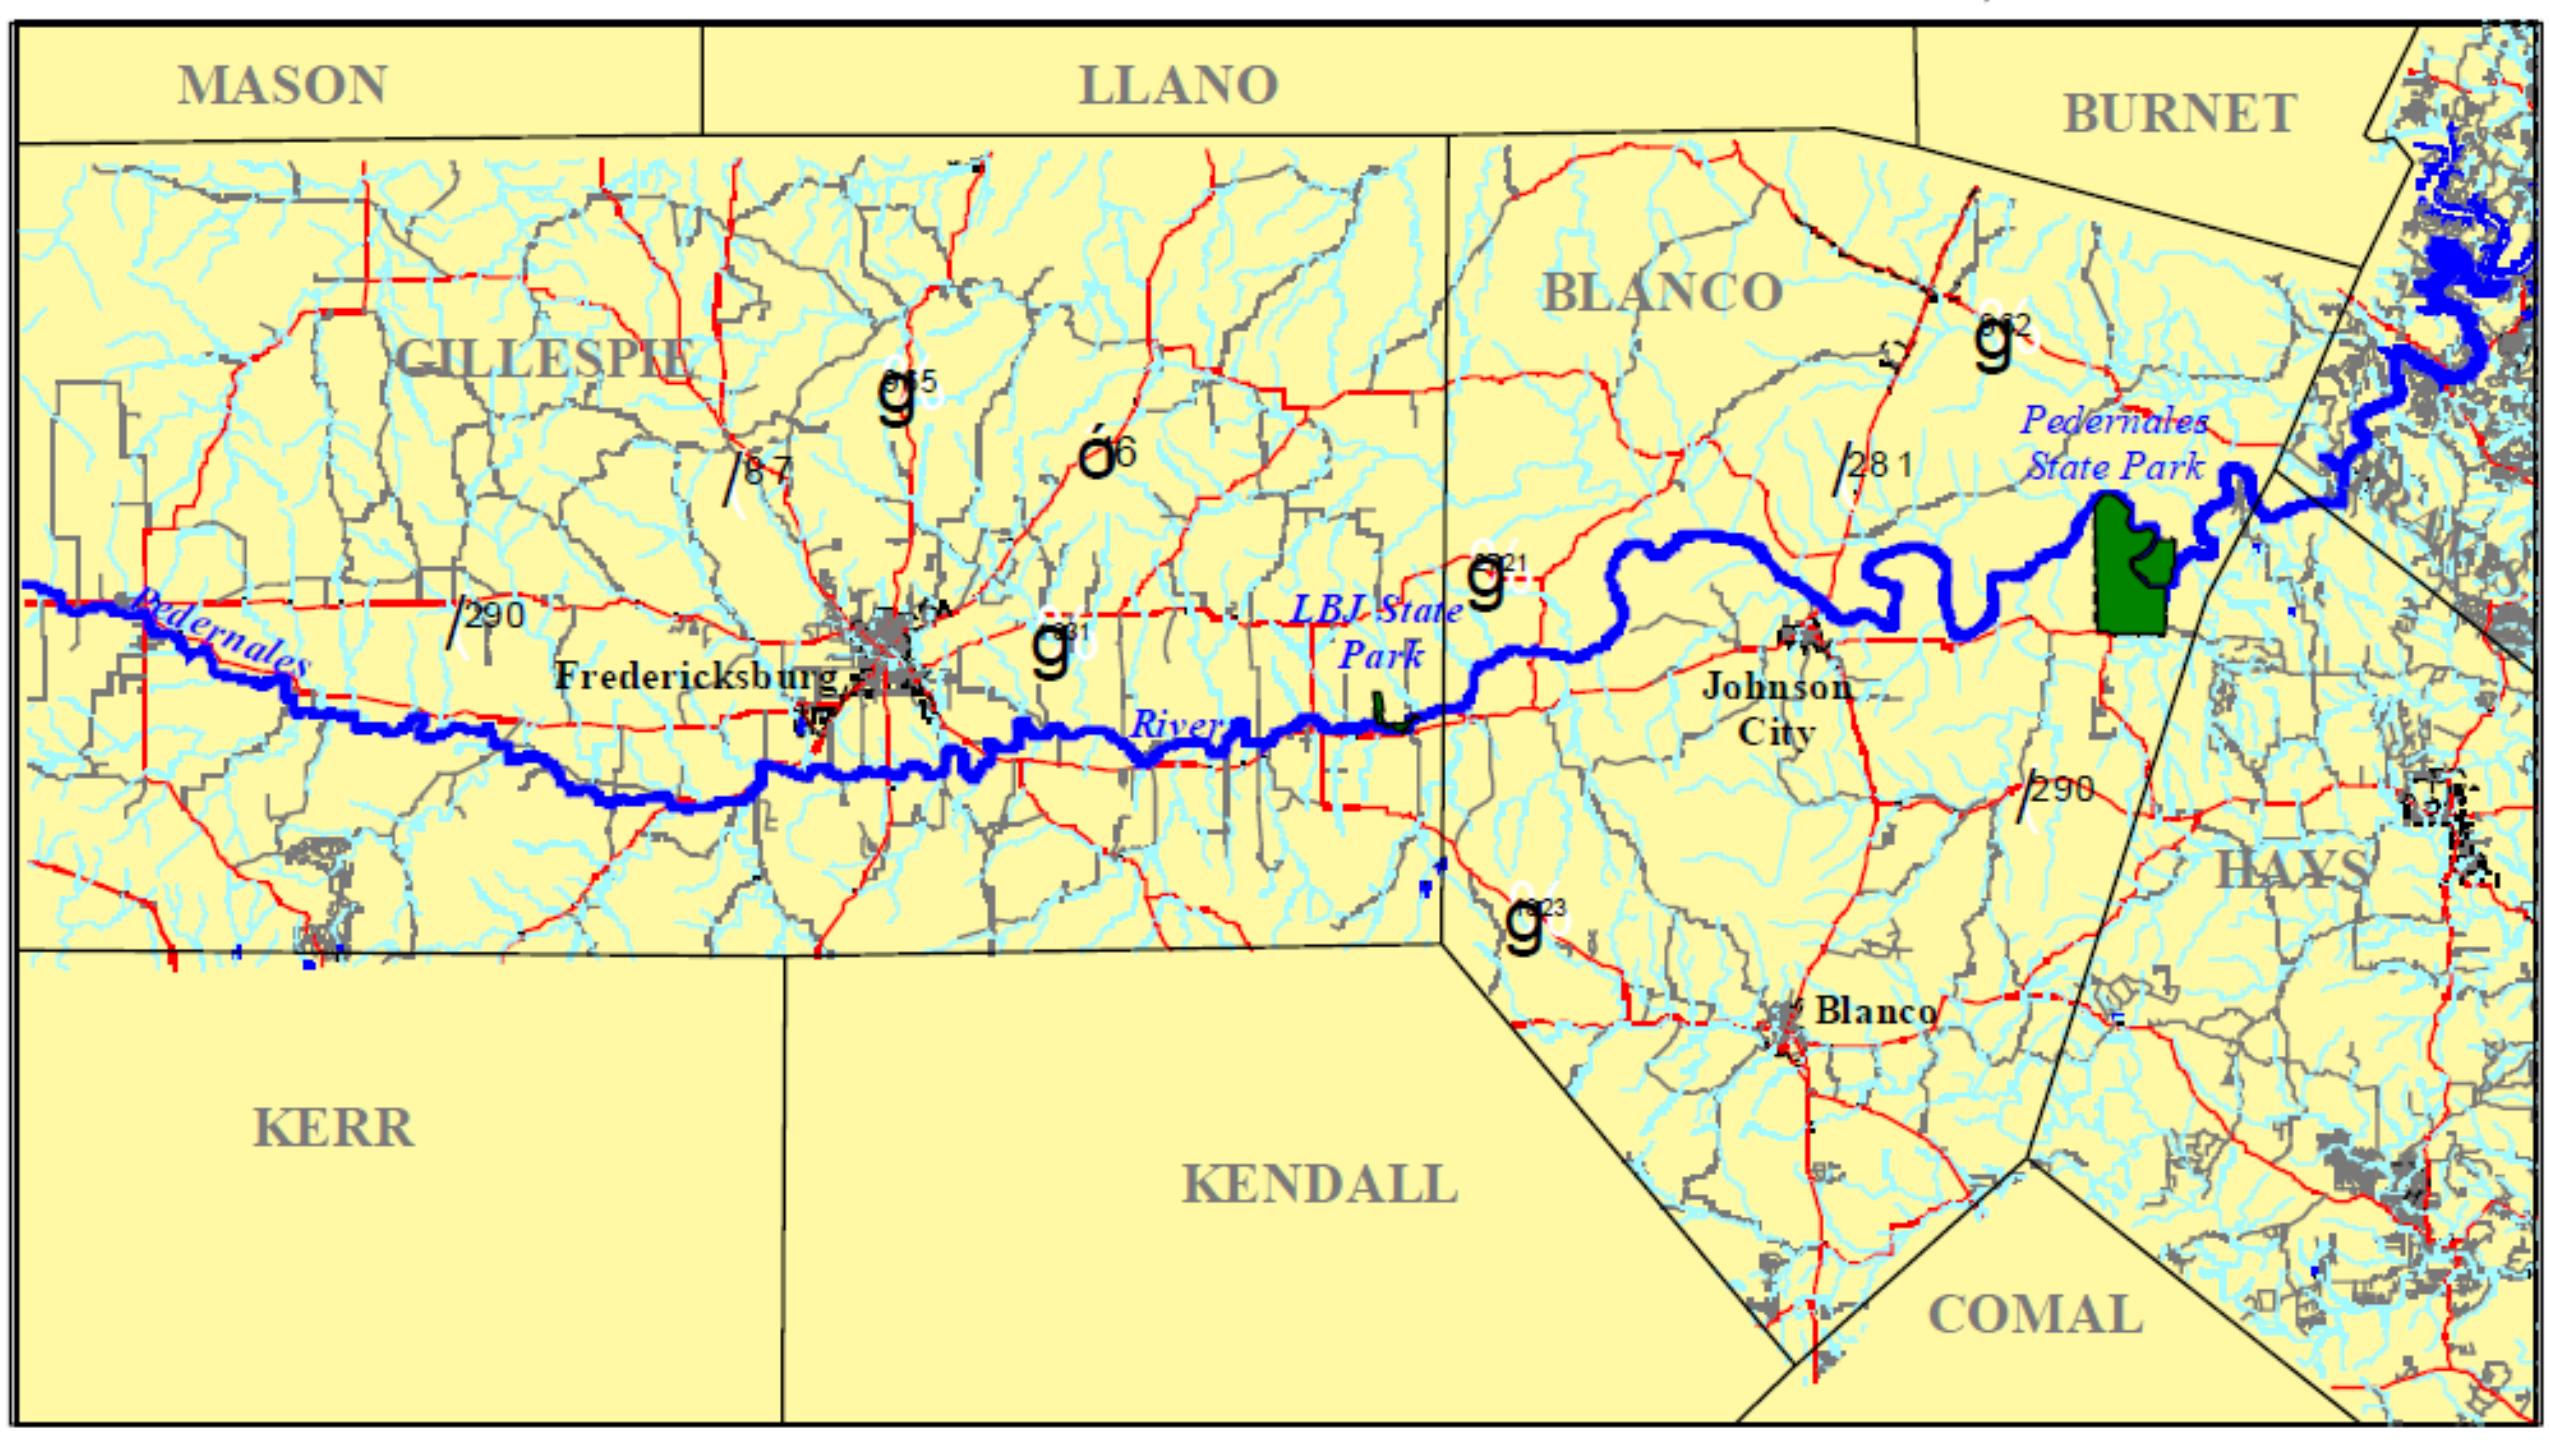 MASON
LLANO
BURNET
BLANCO
GILLESPIE
Pedernales
State Park
87
16
281
LBJ State
Park
290
Pedernales
Fredericksburg
River
Johnson
City
290
HAYS
Blanco
KERR
KENDALL
COMAL